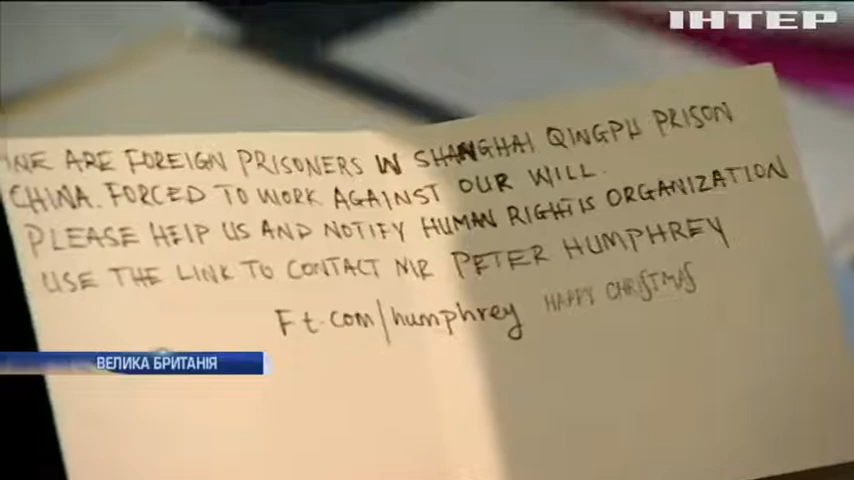 ІНТЕР
WE ARE FOREIGN PRISONERS IN SHANGHAI QINGPU PRISON
CHINA. FORCED TO WORK AGAINST OUR WILL.
PLEASE HELP US AND NOTIFY HUMAN RIGHTS ORGANIZATION
USE THE LINK TO CONTACT MR PETER HUMPHREY
Ft.com/humphrey HAPPY CHRISTMAS
ВЕЛИКА БРИТАНІЯ